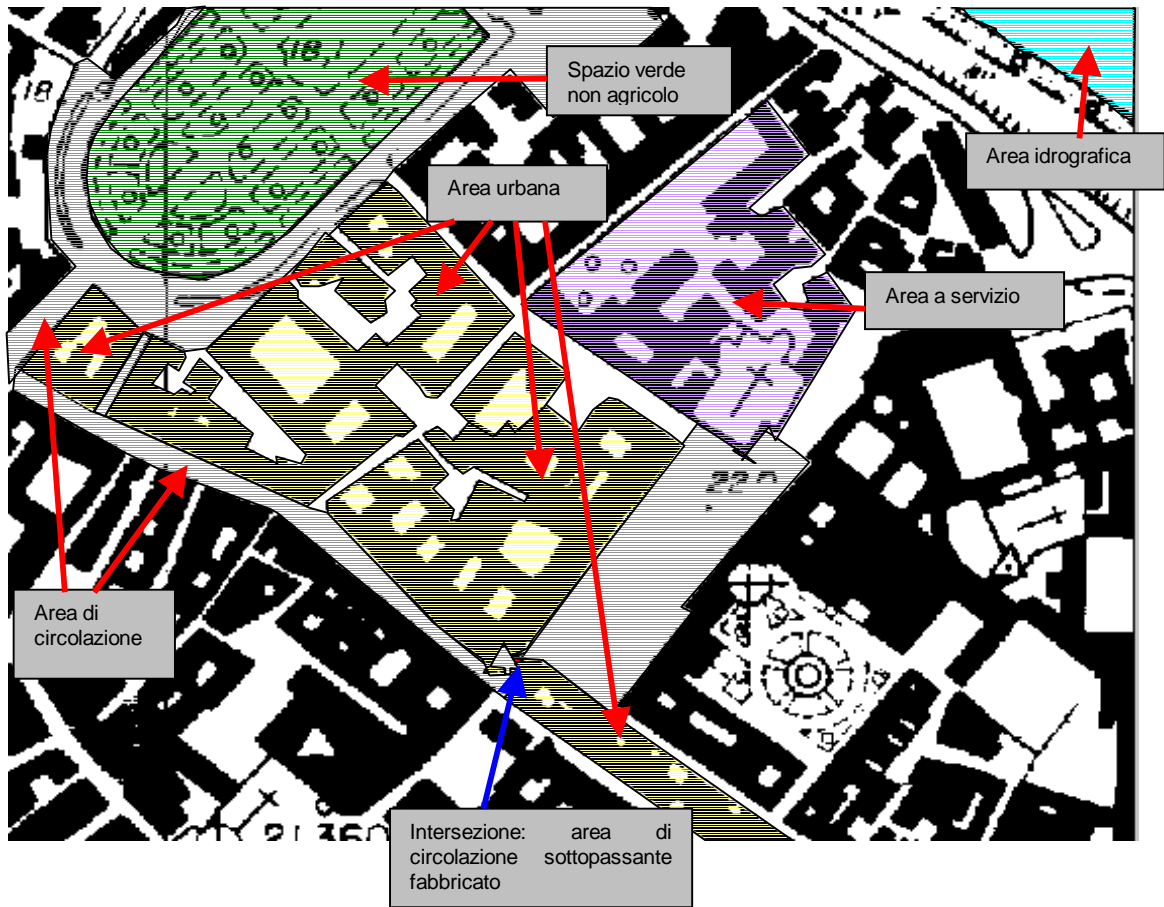 18,1
18
Spazio verde
non agricolo
Area idrografica
Area urbana
Area a servizio
Area di
circolazione
Intersezione: area di
circolazione sottopassante
fabbricato